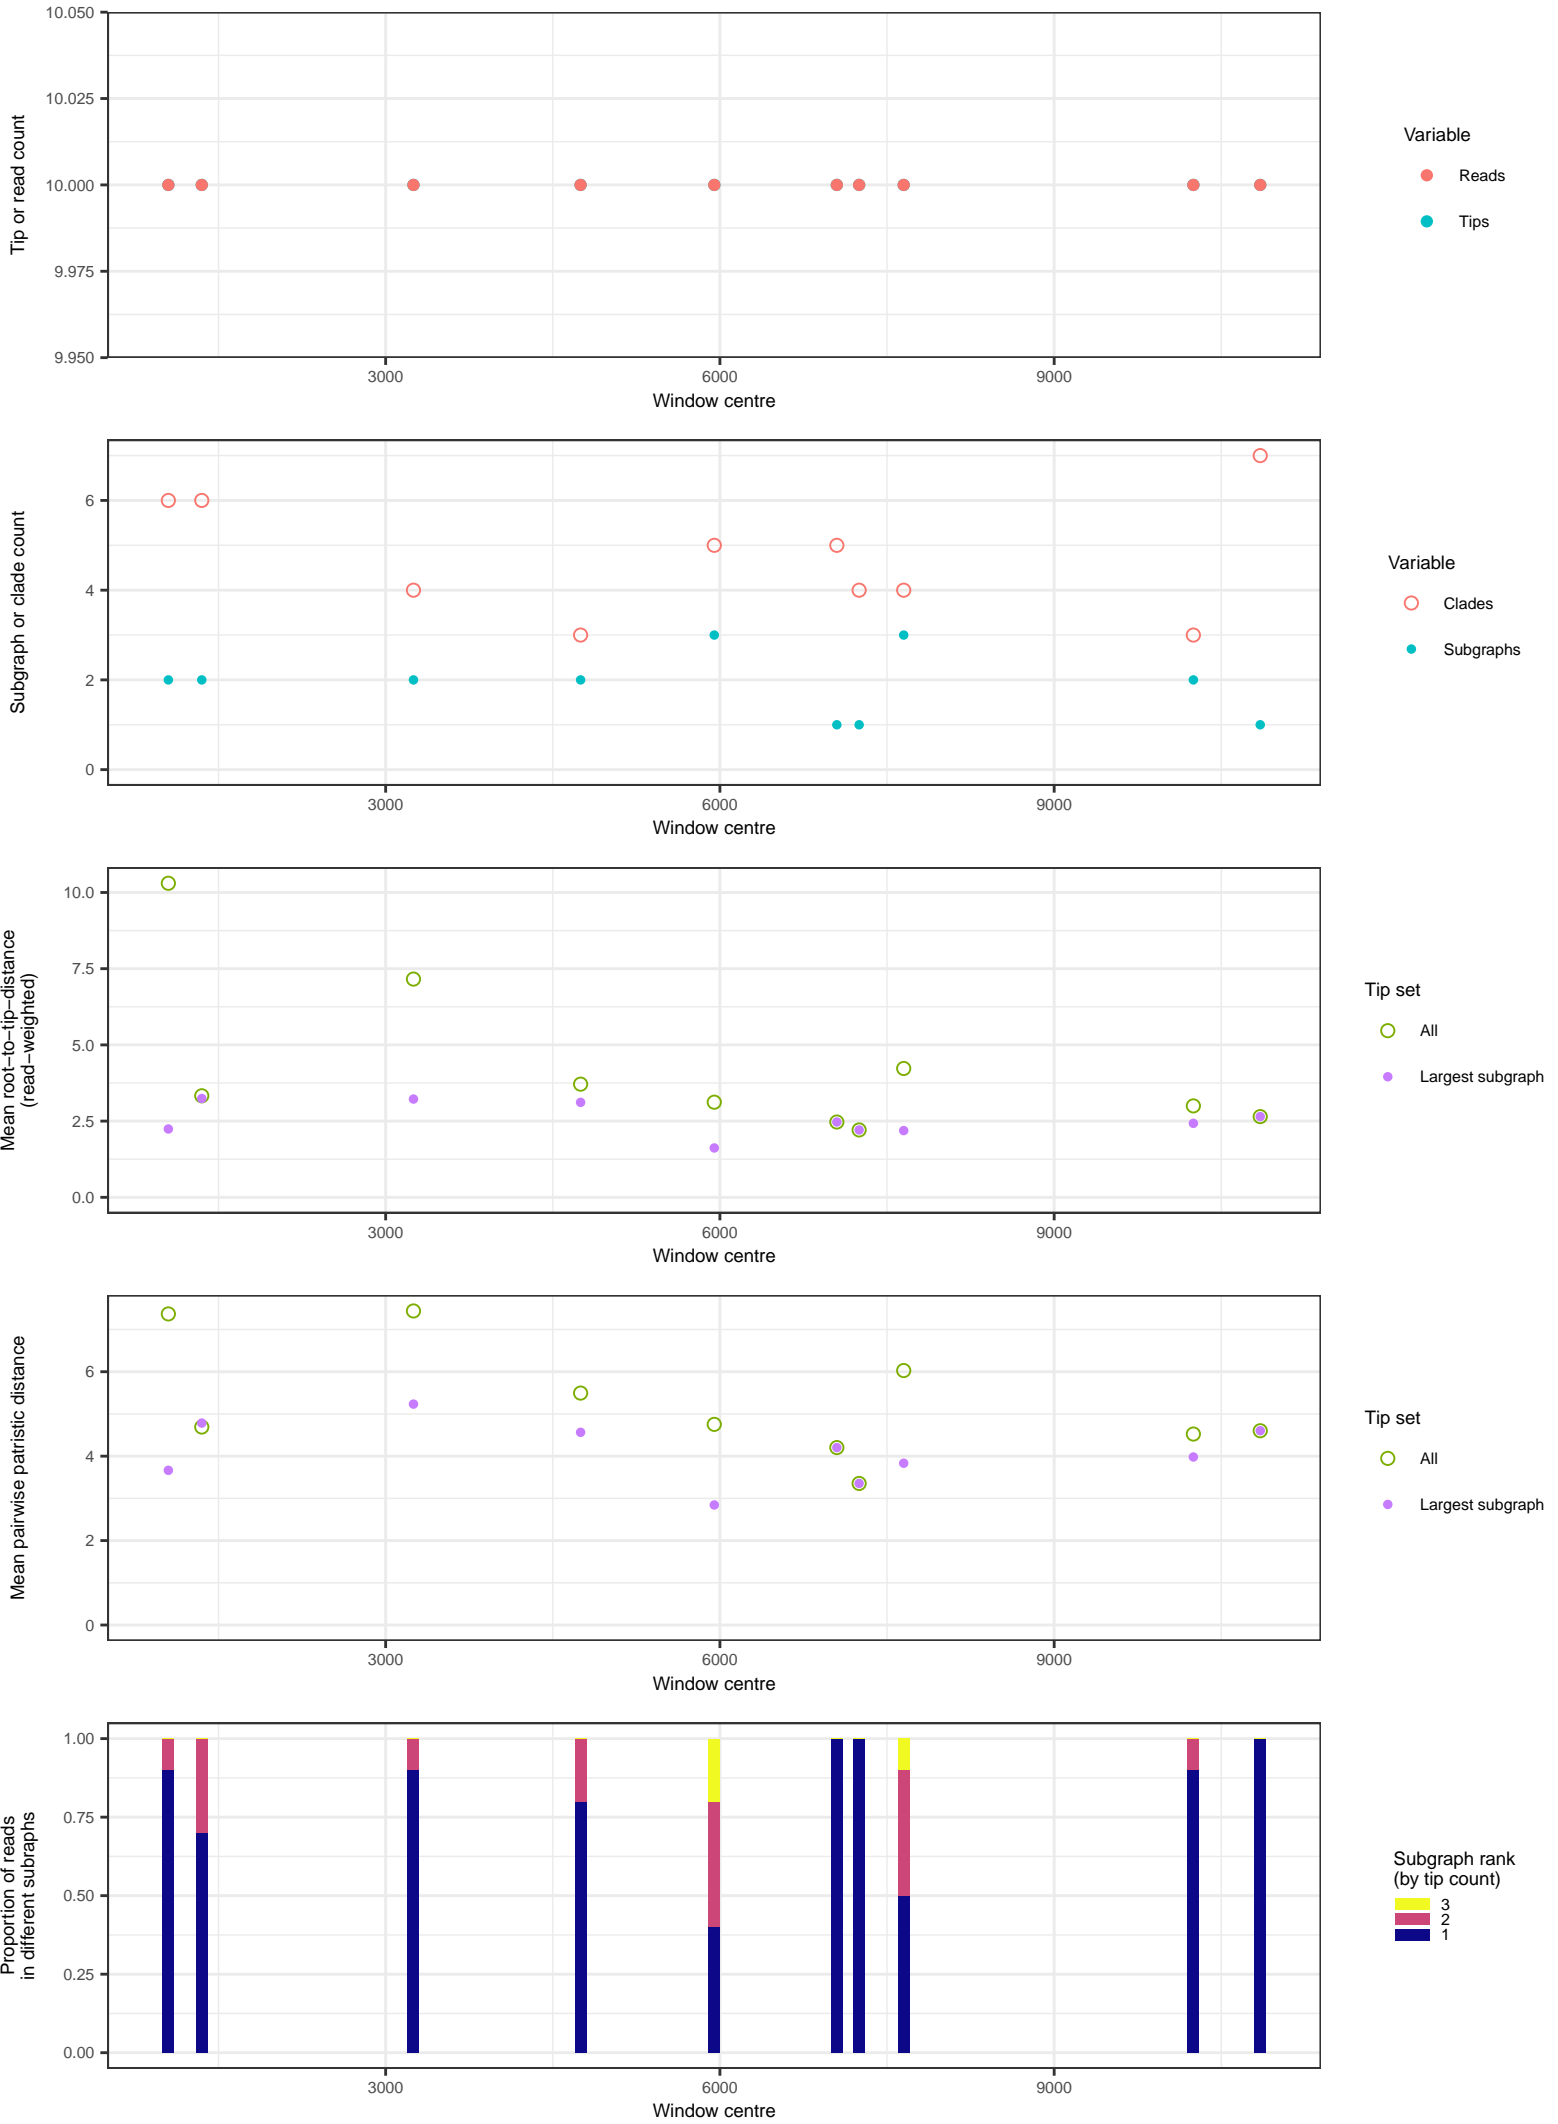 10.050
10.025
10.000
9.975
9.950
Tip or read count
3000
6000
9000
Window centre
Variable
Reads
Tips
6
4
2
0
Subgraph or clade count
3000
6000
9000
Window centre
Variable
Clades
Subgraphs
10.0
7.5
5.0
2.5
0.0
Mean root−to−tip−distance
(read−weighted)
3000
6000
9000
Window centre
Tip set
All
Largest subgraph
6
4
2
0
Mean pairwise patristic distance
3000
6000
9000
Window centre
Tip set
All
Largest subgraph
1.00
0.75
0.50
0.25
0.00
Proportion of reads
in different subraphs
3000
6000
9000
Window centre
Subgraph rank
(by tip count)
3
2
1